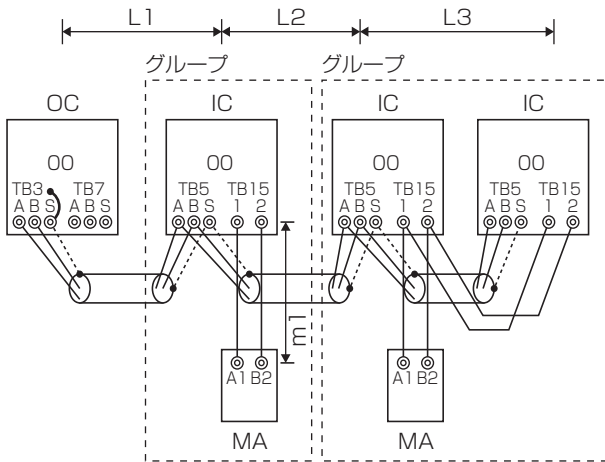 L1 L2 L3
グループ グループ
OC IC IC IC
00 00 00 00
TB3 TB7 TB5 TB15 TB5 TB15 TB5 TB15
A B S A B S A B S 1 2 A B S 1 2 A B S 1 2
m1
A1 B2 A1 B2
MA MA